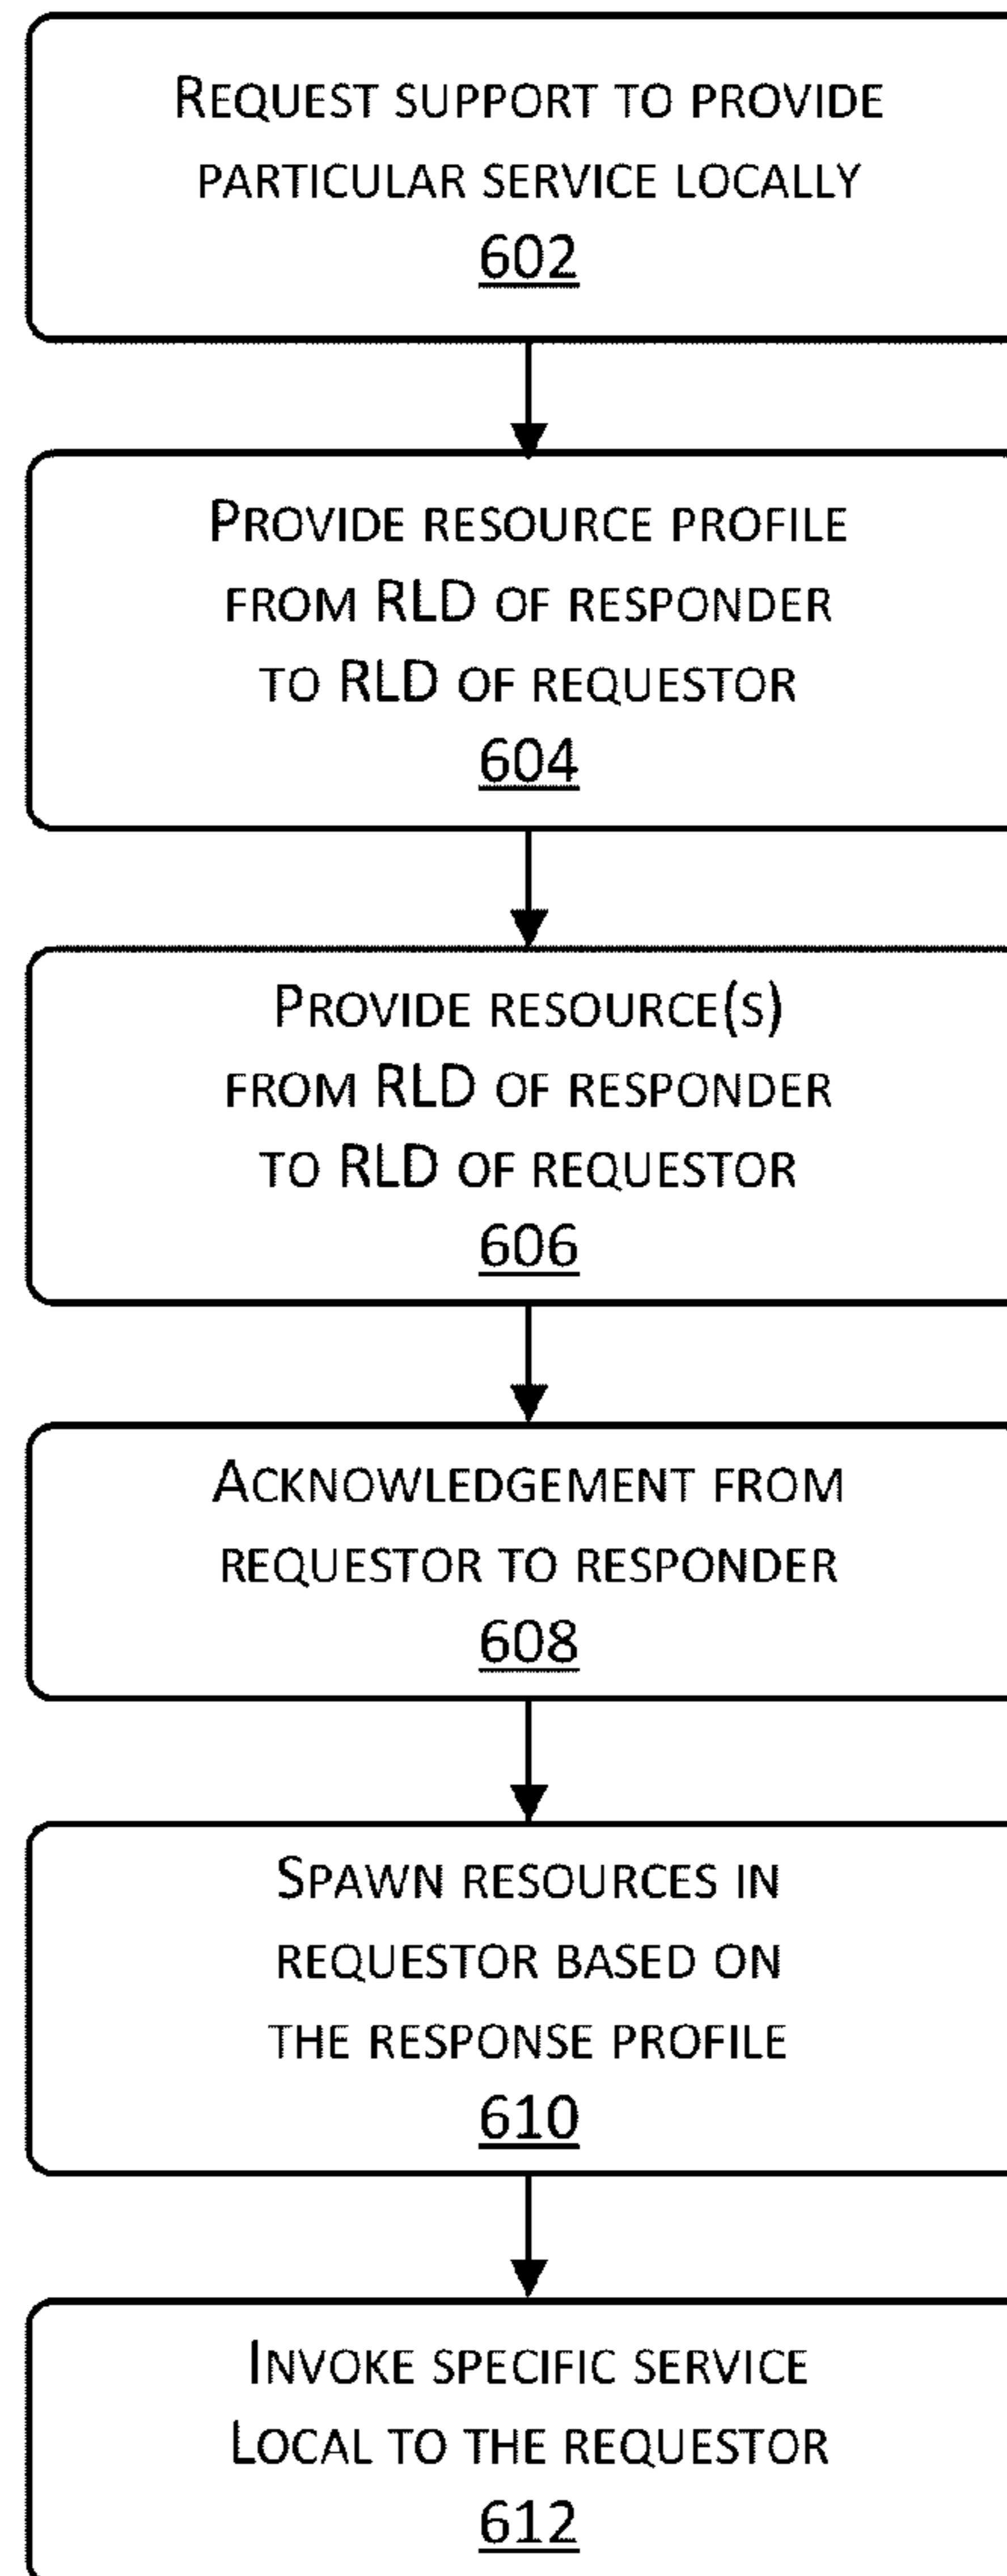 REQUEST SUPPORT TO PROVIDE
PARTICULAR SERVICE LOCALLY
602
PROVIDE RESOURCE PROFILE
FROM RLD OF RESPONDER
TO RLD OF REQUESTOR
604
PROVIDE RESOURCE(S)
FROM RLD OF RESPONDER
TO RLD OF REQUESTOR
606
ACKNOWLEDGEMENT FROM
REQUESTOR TO RESPONDER
608
SPAWN RESOURCES IN
REQUESTOR BASED ON
THE RESPONSE PROFILE
610
INVOKE SPECIFIC SERVICE
LOCAL TO THE REQUESTOR
612